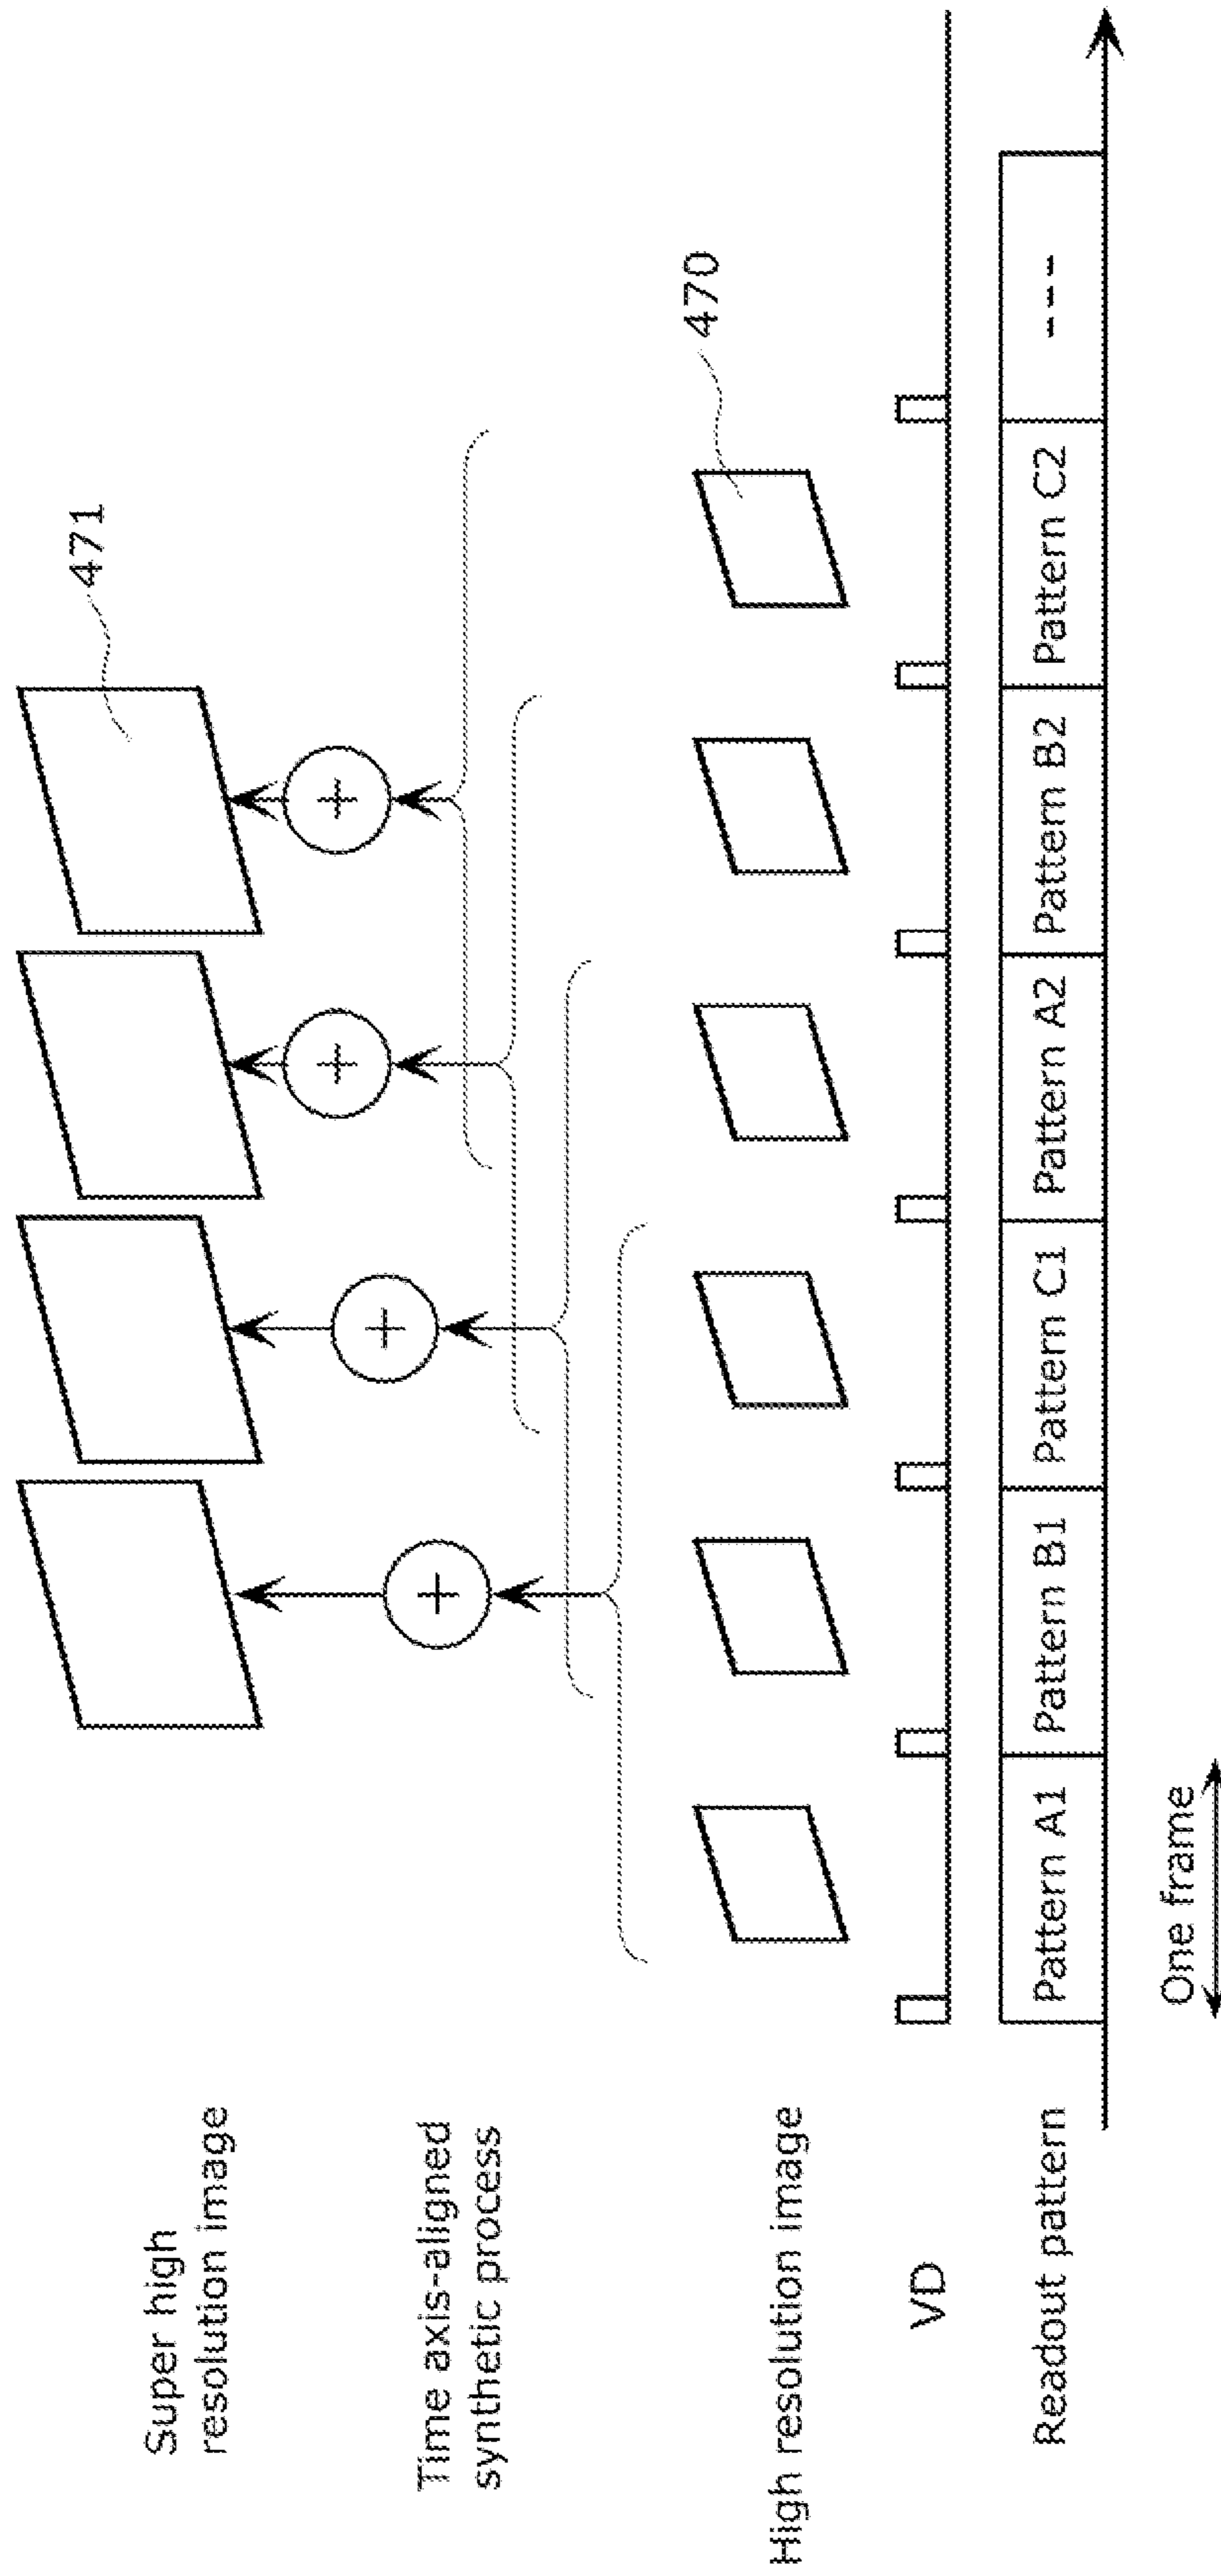 Super high
resolution image
471
Time axis-aligned
synthetic process
+ + + +
High resolution image
470
VD
Readout pattern
Pattern A1
Pattern B1
Pattern C1
Pattern A2
Pattern B2
Pattern C2
---
One frame